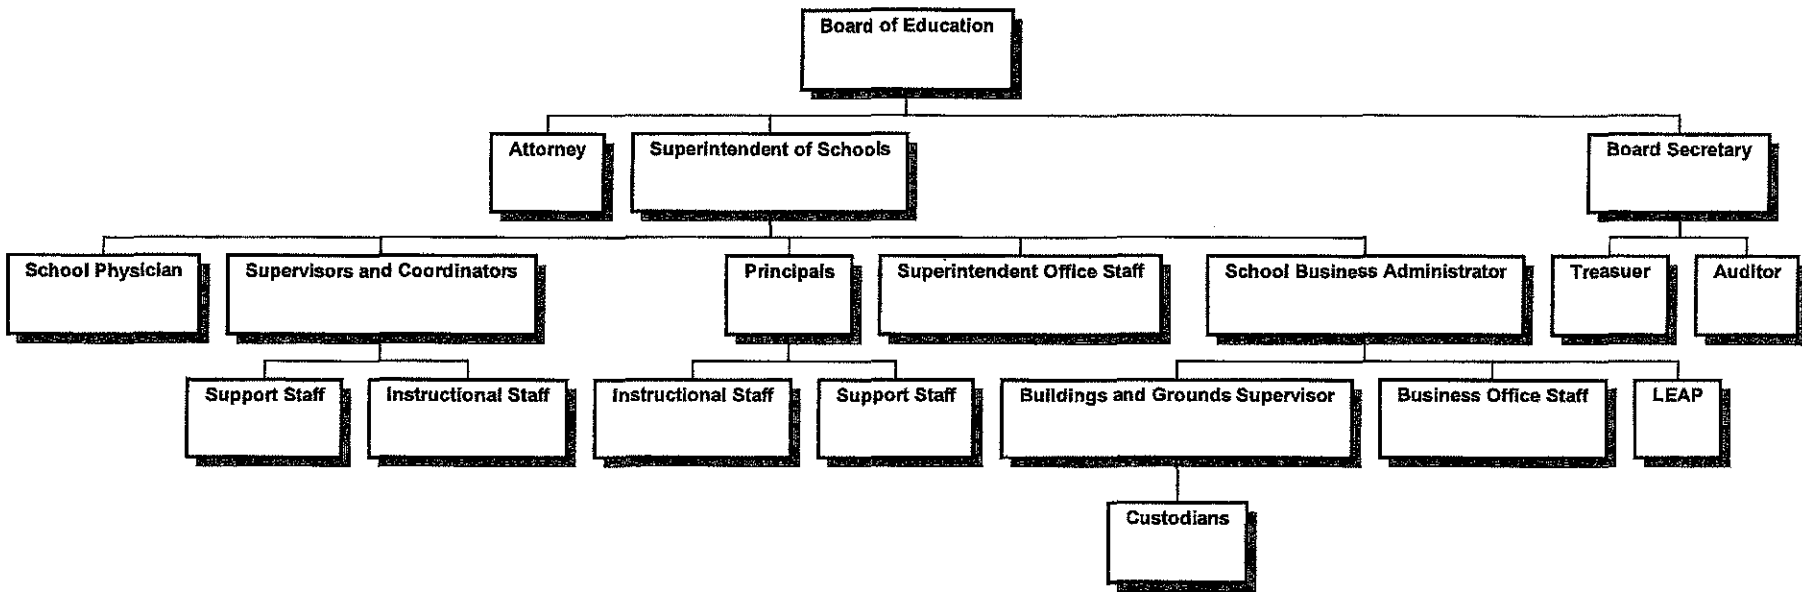 Board of Education
Attorney
Superintendent of Schools
Board Secretary
School Physician
Supervisors and Coordinators
Principals
Superintendent Office Staff
School Business Administrator
Treasuer
Auditor
Support Staff
Instructional Staff
Instructional Staff
Support Staff
Buildings and Grounds Supervisor
Business Office Staff
LEAP
Custodians